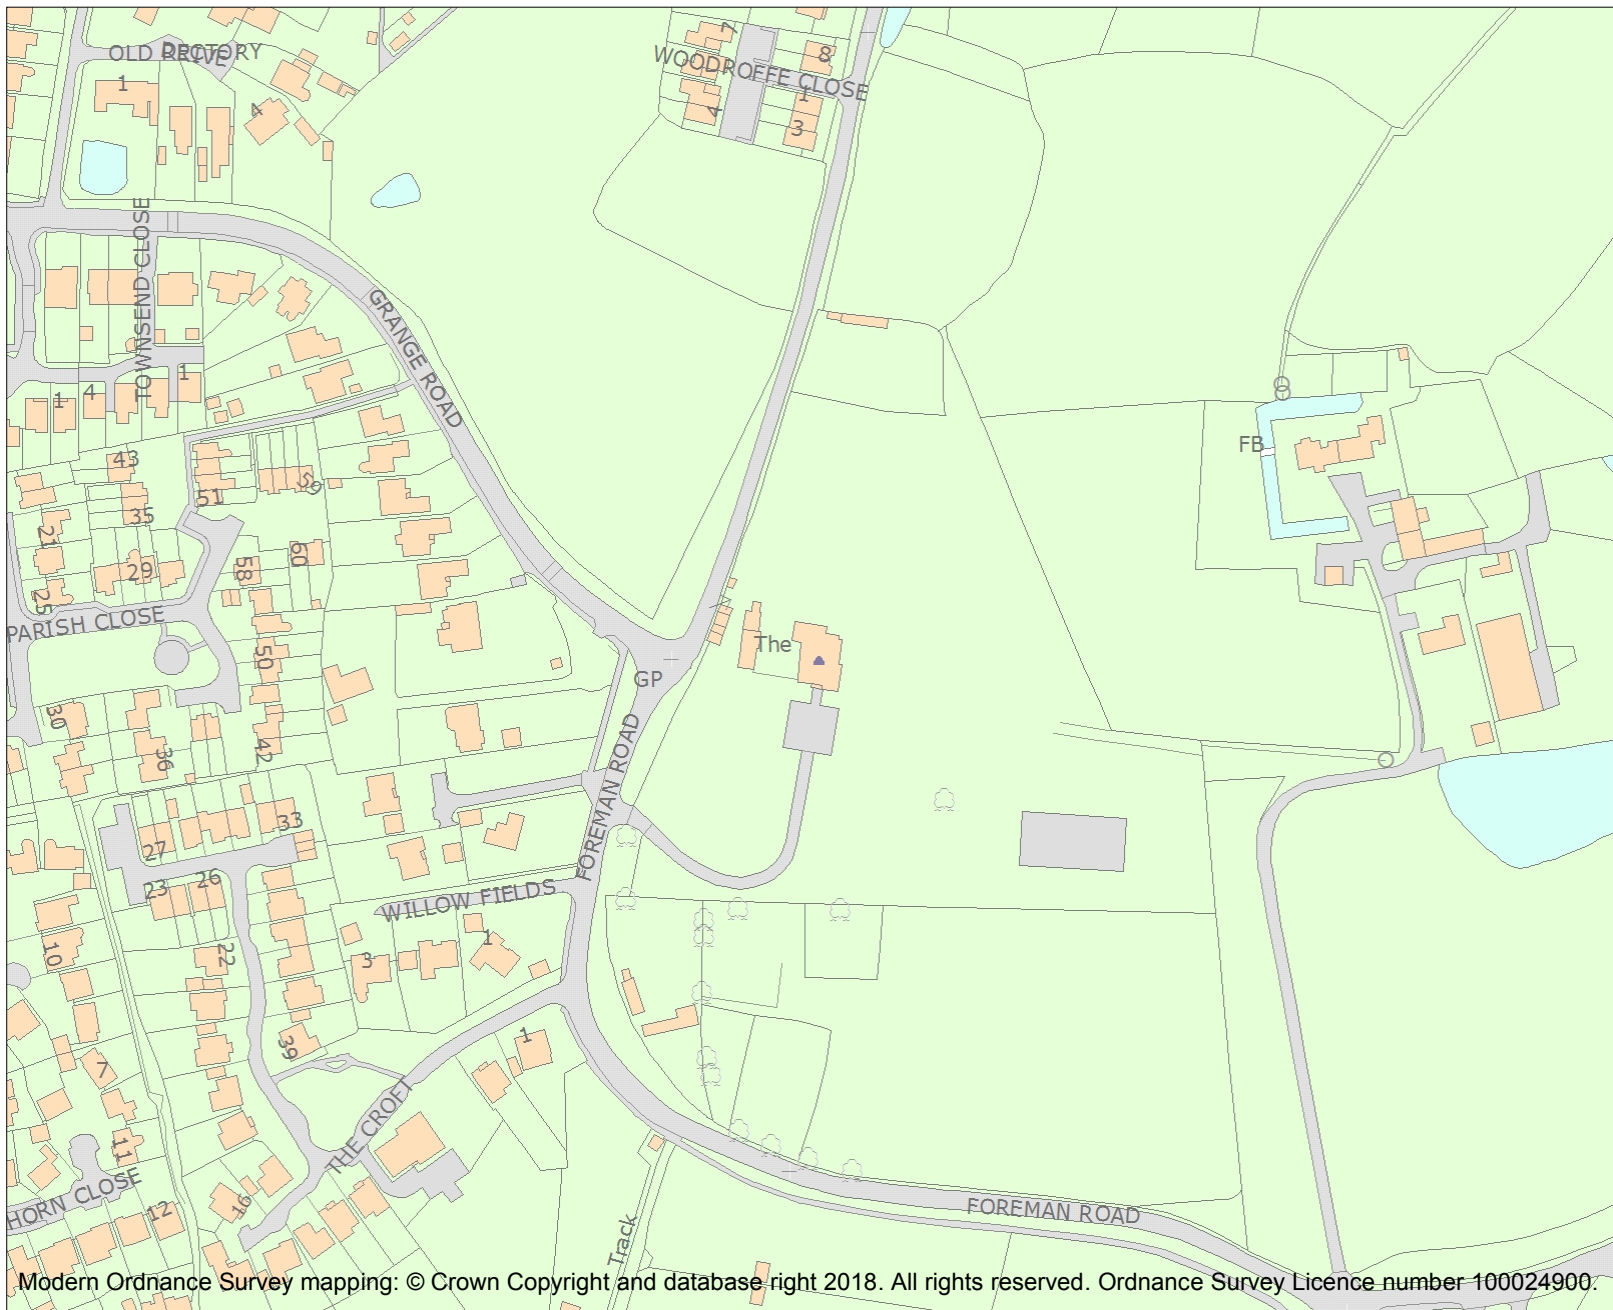 OLD RECTORY
DRIVE
1
4
WOODROFFE CLOSE
7
8
1
4
3
TOWNSEND CLOSE
GRANGE ROAD
1
4
1
43
51
59
35
21
29
58
60
25
PARISH CLOSE
50
FB
The
GP
30
36
42
FOREMAN ROAD
33
27
23
26
WILLOW FIELDS
22
10
3
1
39
1
7
THE CROFT
11
HORN CLOSE
12
16
Track
FOREMAN ROAD
Modern Ordnance Survey mapping: © Crown Copyright and database right 2018. All rights reserved. Ordnance Survey Licence number 100024900.